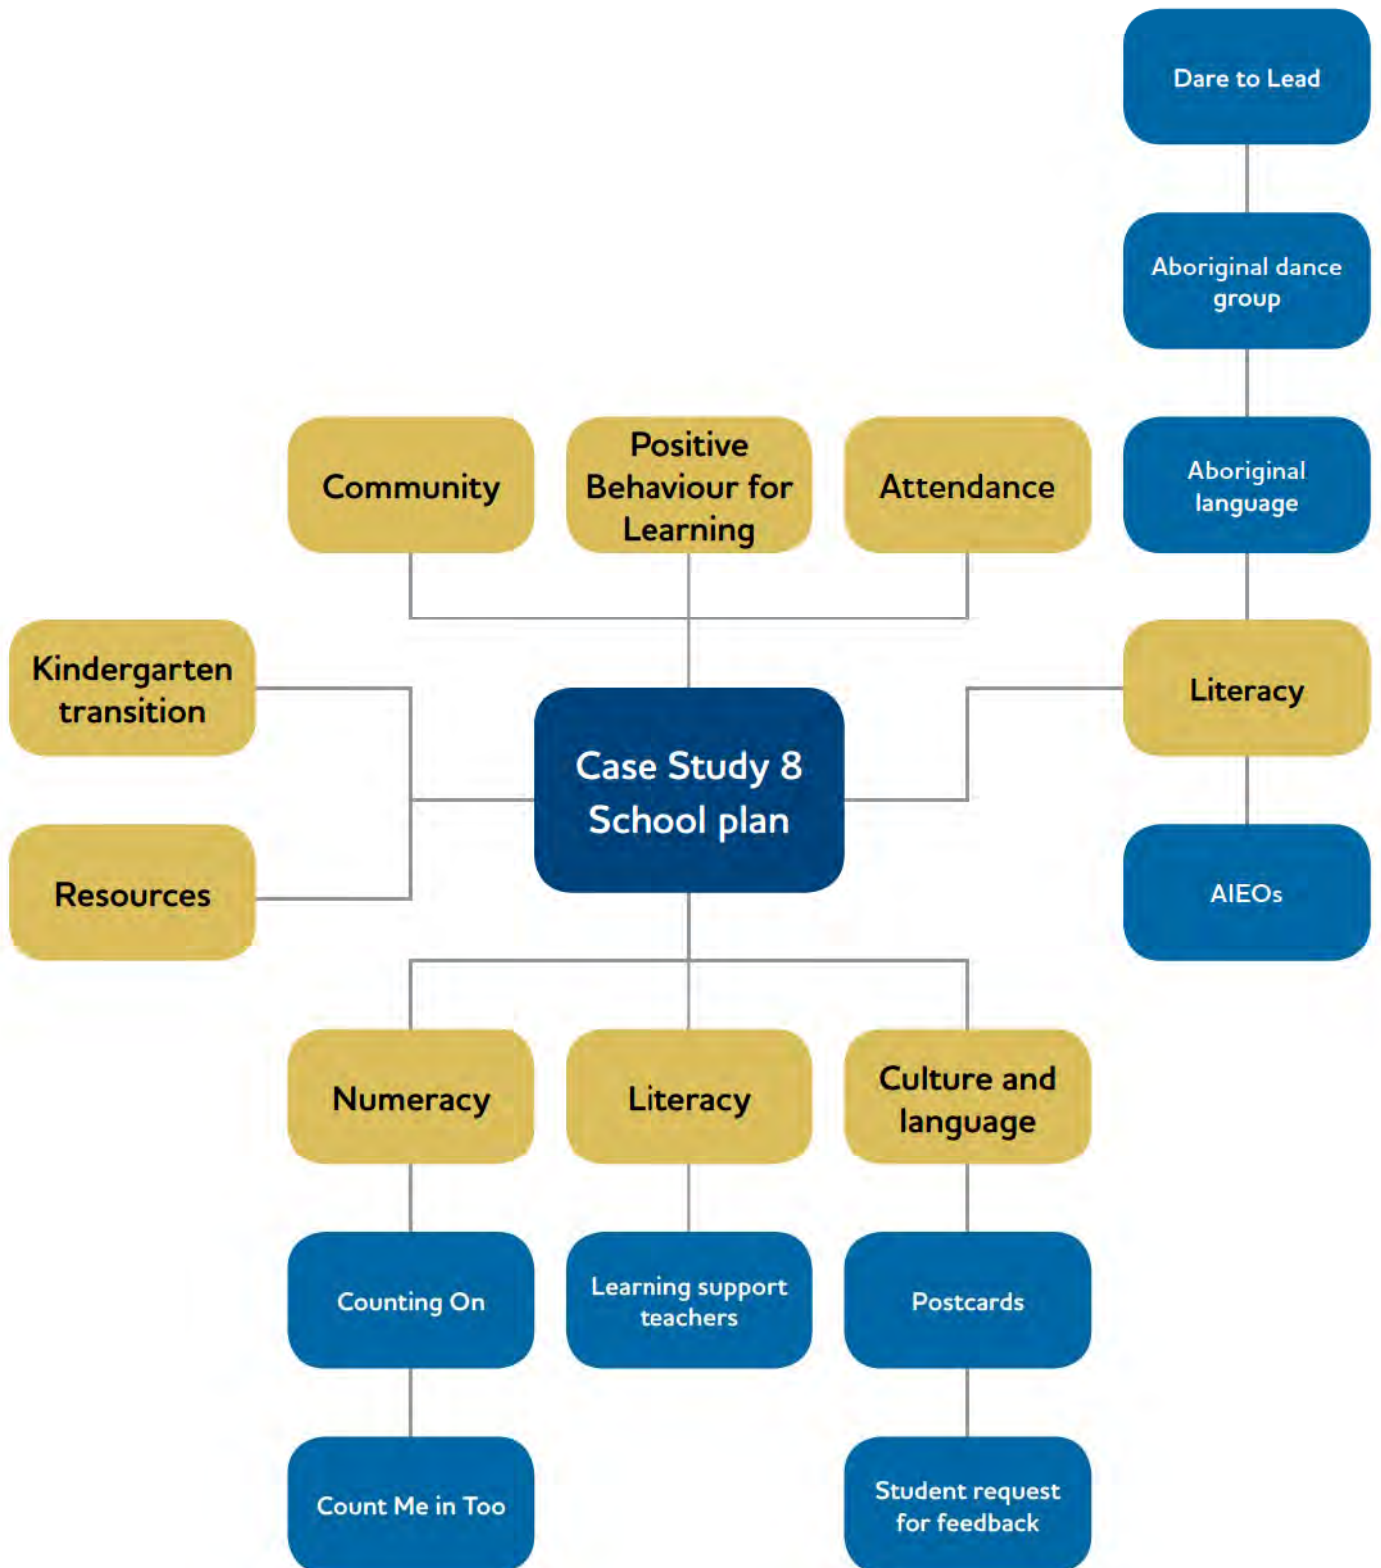 Dare to Lead
Aboriginal dance
group
Community
Positive
Behaviour for
Learning
Attendance
Aboriginal
language
Kindergarten
transition
Literacy
Case Study 8
School plan
Resources
AIEOs
Numeracy
Literacy
Culture and
language
Counting On
Learning support
teachers
Postcards
Count Me in Too
Student request
for feedback